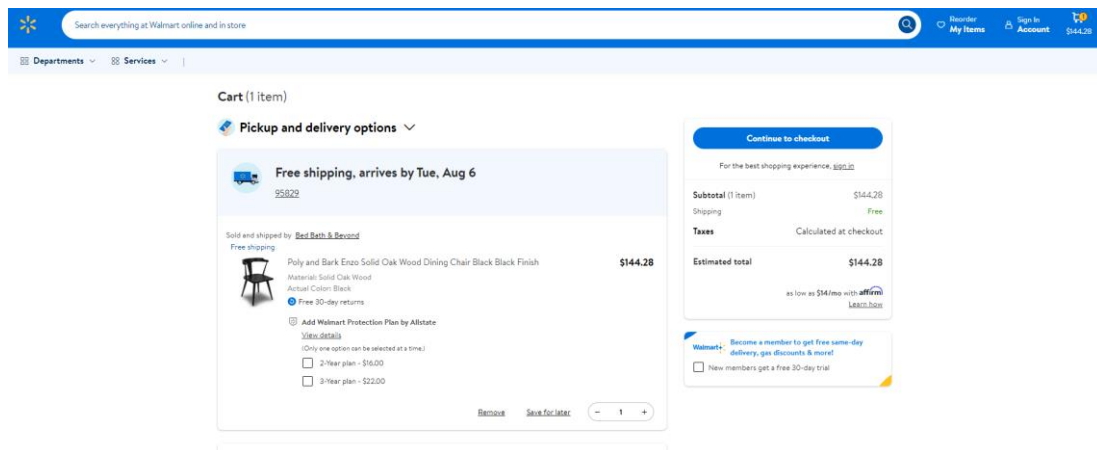 Search everything at Walmart online and in store
Reorder
My Items
Sign In
Account
1
$144.28
Departments
Services
Cart (1 item)
Pickup and delivery options
Free shipping, arrives by Tue, Aug 6
95829
Sold and shipped by Bed Bath & Beyond
Free shipping
Poly and Bark Enzo Solid Oak Wood Dining Chair Black Black Finish
$144.28
Material: Solid Oak Wood
Actual Color: Black
Free 30-day returns
Add Walmart Protection Plan by Allstate
View details
(Only one option can be selected at a time.)
2-Year plan - $16.00
3-Year plan - $22.00
Remove
Save for later
− 1 +
Continue to checkout
For the best shopping experience, sign in
Subtotal (1 item) $144.28
Shipping Free
Taxes Calculated at checkout
Estimated total $144.28
as low as $14/mo with affirm
Learn how
Walmart+
Become a member to get free same-day
delivery, gas discounts & more!
New members get a free 30-day trial